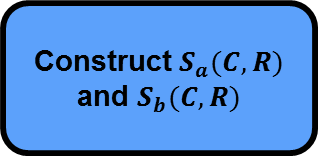 Construct S_a(C, R)
and S_b(C, R)